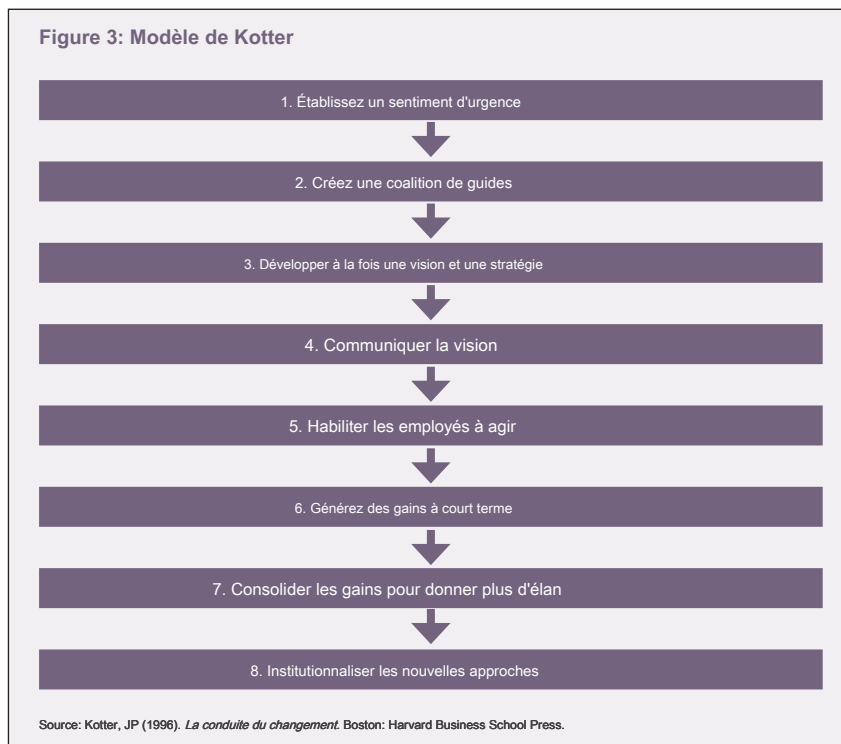 Figure 3: Modèle de Kotter
1. Établissez un sentiment d'urgence
2. Créez une coalition de guides
3. Développer à la fois une vision et une stratégie
4. Communiquer la vision
5. Habiliter les employés à agir
6. Générez des gains à court terme
7. Consolider les gains pour donner plus d'élan
8. Institutionnaliser les nouvelles approches
Source: Kotter, JP (1996). La conduite du changement. Boston: Harvard Business School Press.